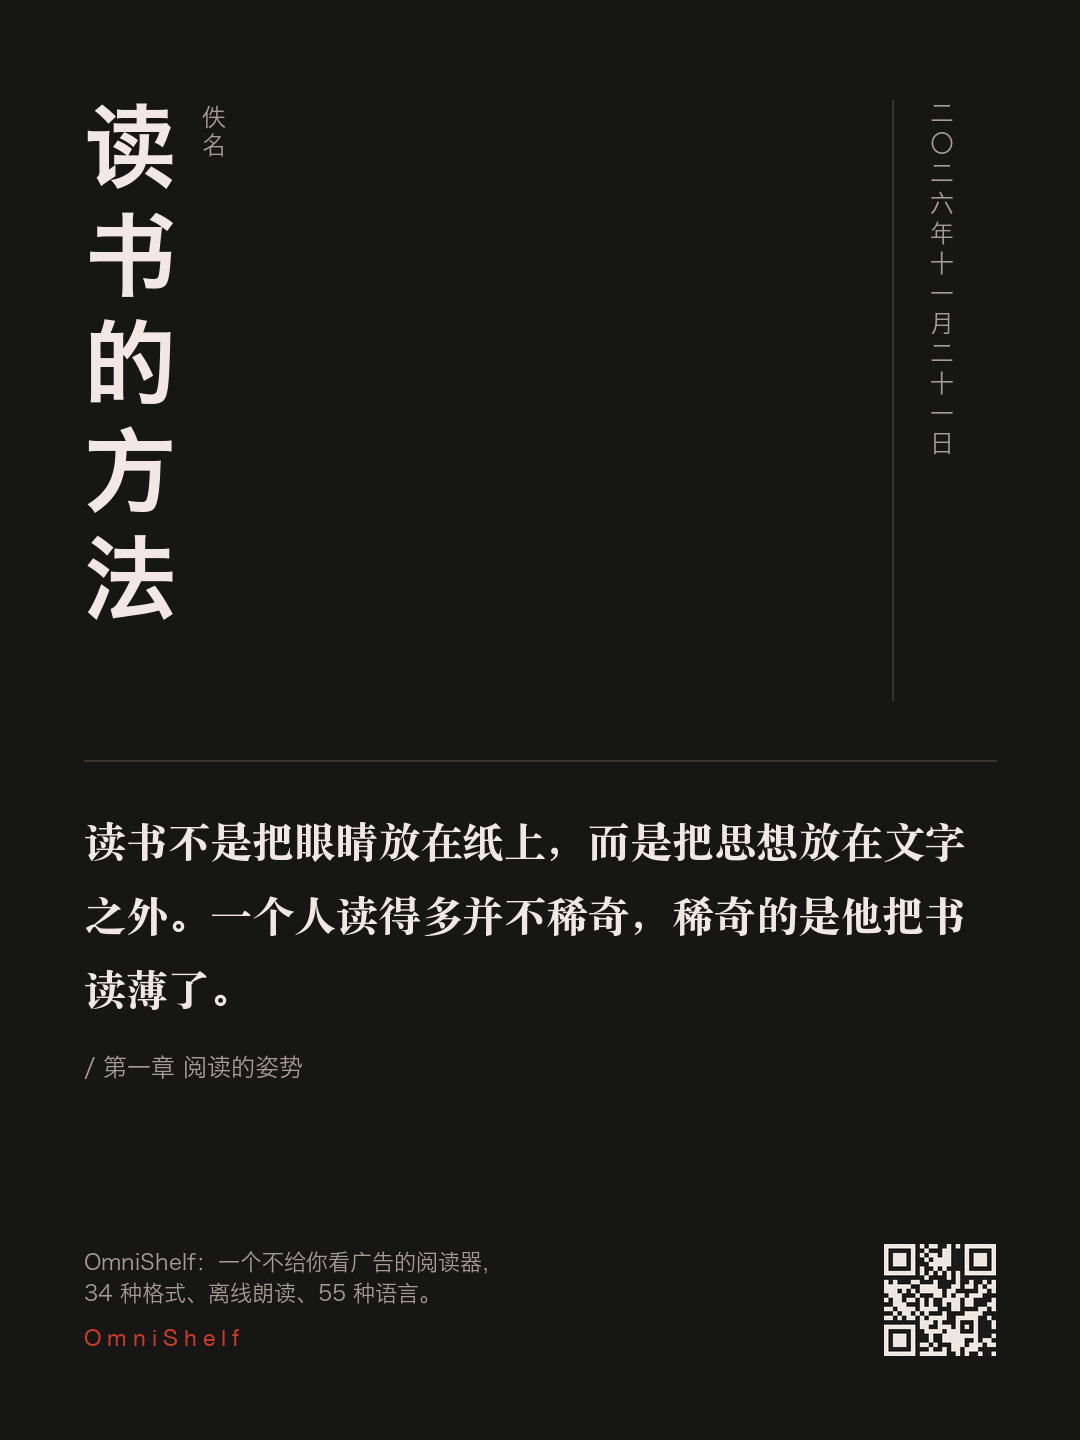 读书的方法
佚名
二〇二六年十一月二十一日
读书不是把眼睛放在纸上，而是把思想放在文字
之外。一个人读得多并不稀奇，稀奇的是他把书
读薄了。
/ 第一章 阅读的姿势
OmniShelf：一个不给你看广告的阅读器，
34 种格式、离线朗读、55 种语言。
OmniShelf